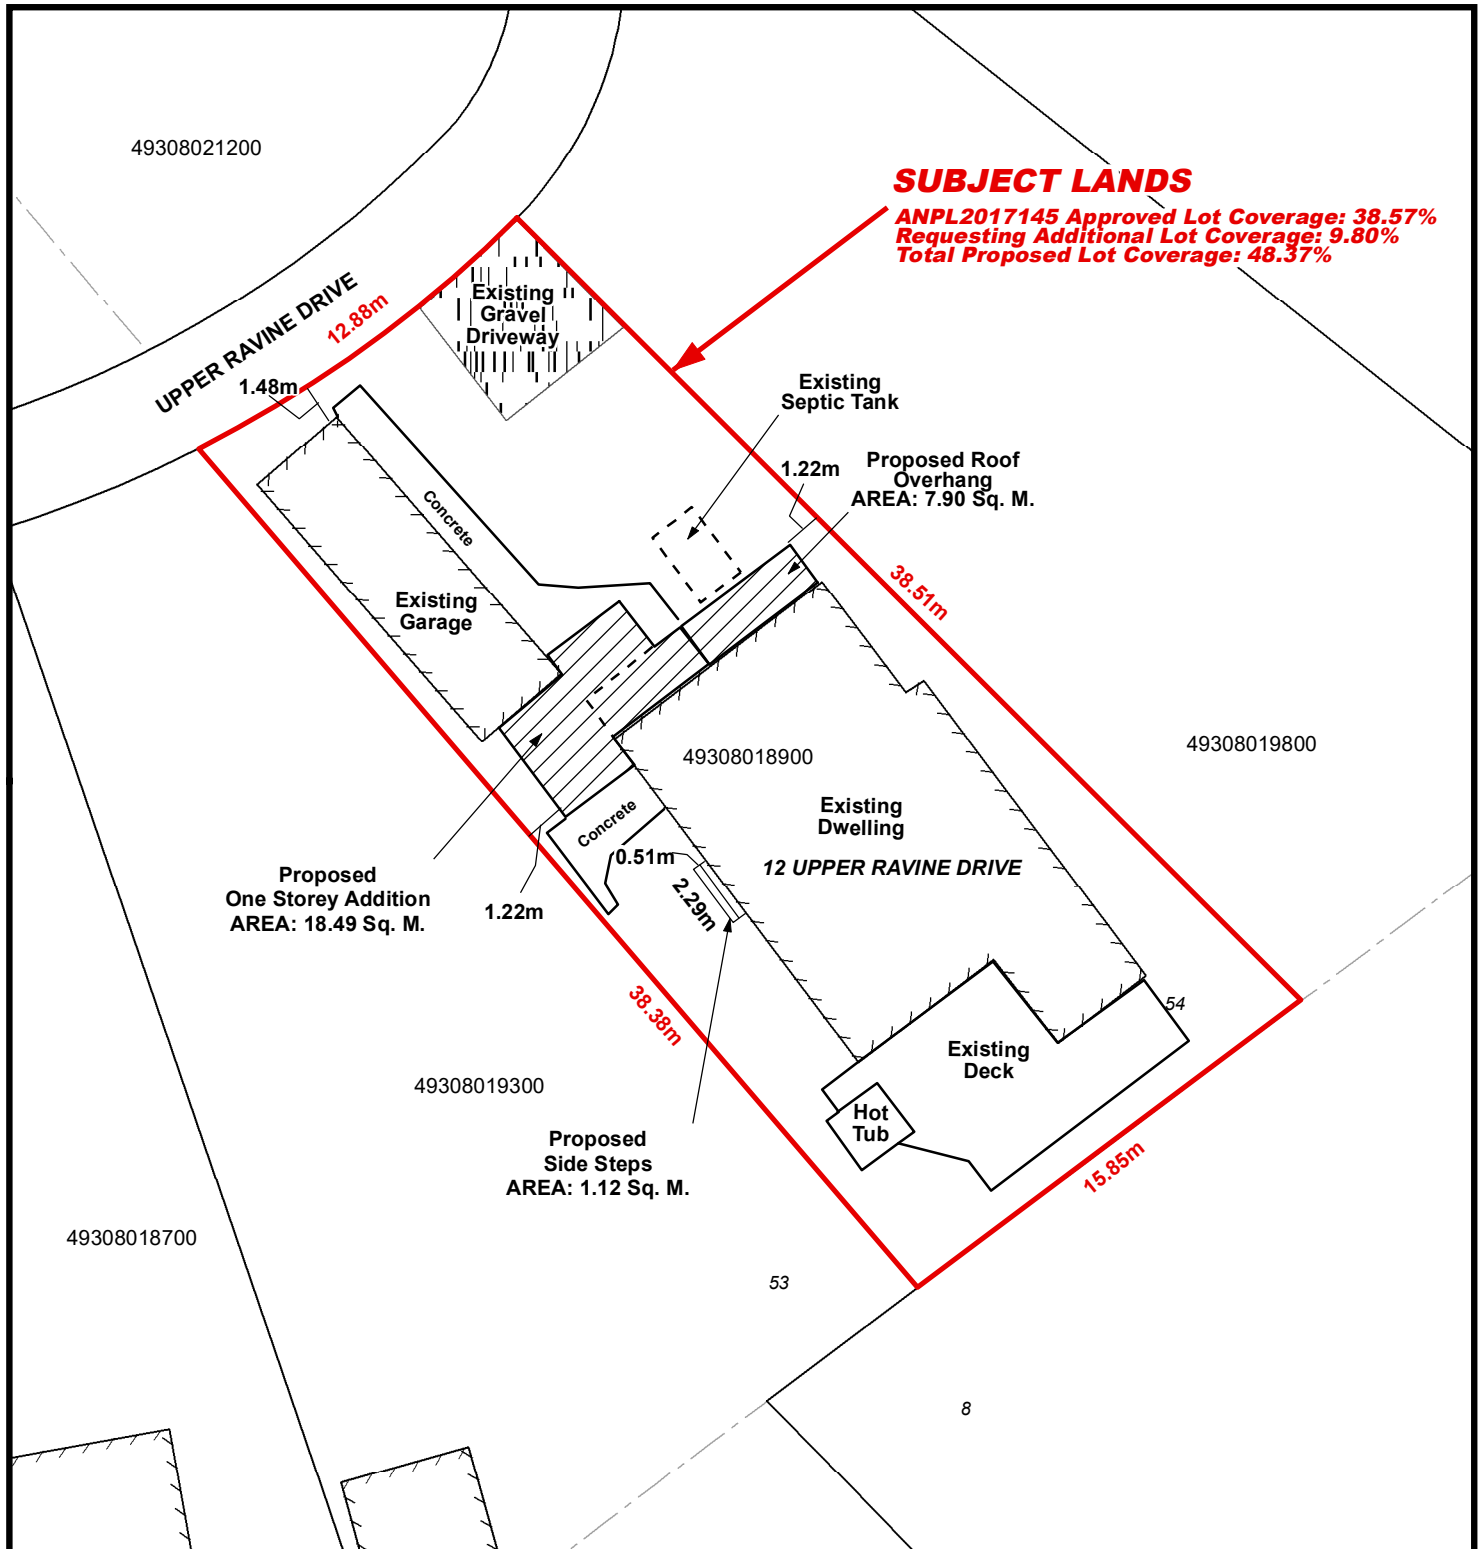 49308021200
SUBJECT LANDS
ANPL2017145 Approved Lot Coverage: 38.57%
Requesting Additional Lot Coverage: 9.80%
Total Proposed Lot Coverage: 48.37%
UPPER RAVINE DRIVE
12.88m
Existing
Gravel
Driveway
1.48m
Existing
Septic Tank
1.22m
Proposed Roof
Overhang
AREA: 7.90 Sq. M.
Concrete
38.51m
Existing
Garage
49308018900
49308019800
Existing
Dwelling
12 UPPER RAVINE DRIVE
Concrete
0.51m
2.29m
Proposed
One Storey Addition
AREA: 18.49 Sq. M.
1.22m
38.38m
54
Existing
Deck
49308019300
Hot
Tub
Proposed
Side Steps
AREA: 1.12 Sq. M.
15.85m
49308018700
53
8